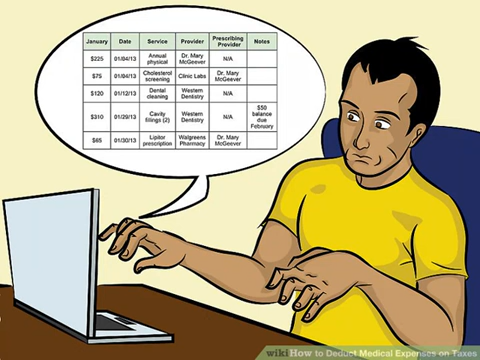 January Date Service Provider Prescribing Provider Notes
$225 01/04/13 Annual physical Dr. Mary McGeever N/A
$75 01/04/13 Cholesterol screening Clinic Labs Dr. Mary McGeever
$120 01/12/13 Dental cleaning Western Dentistry N/A
$310 01/29/13 Cavity fillings (2) Western Dentistry N/A $50 balance due February
$65 01/30/13 Lipitor prescription Walgreens Pharmacy Dr. Mary McGeever
wikiHow to Deduct Medical Expenses on Taxes